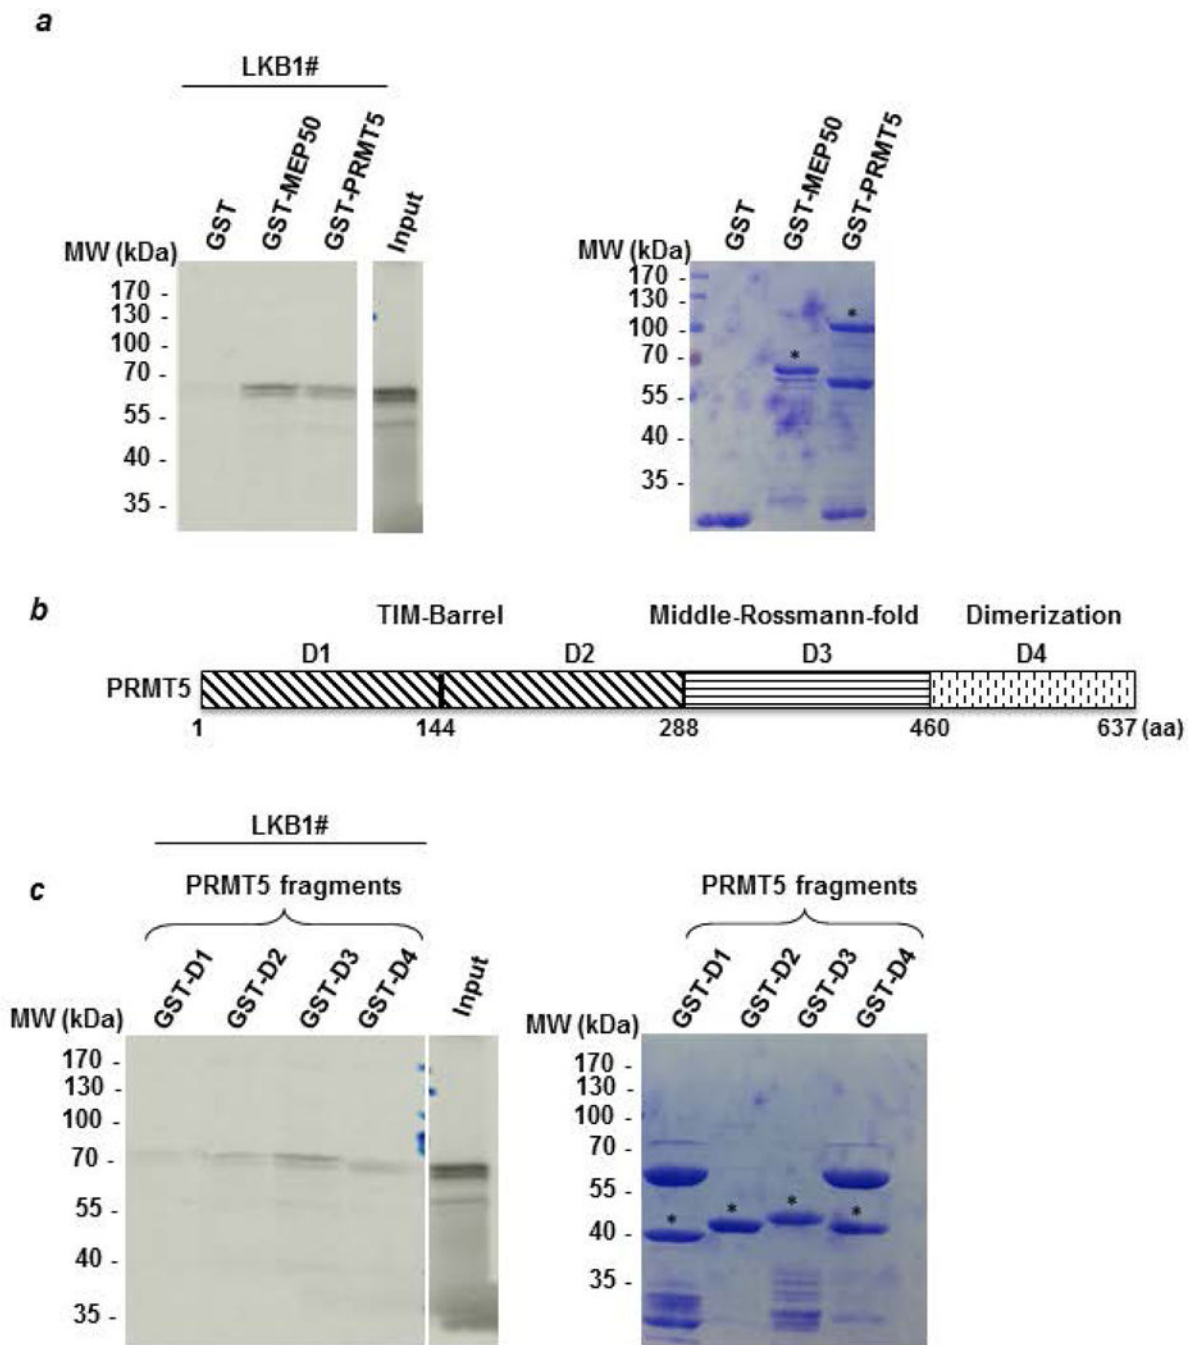 a
LKB1#
GST
GST-MEP50
GST-PRMT5
Input
MW (kDa)
170 -
130 -
100 -
70 -
55 -
40 -
35 -
GST
GST-MEP50
GST-PRMT5
MW (kDa)
170 -
130 -
100 -
70 -
55 -
40 -
35 -
*
*
b
TIM-Barrel Middle-Rossmann-fold Dimerization
D1 D2 D3 D4
PRMT5
1 144 288 460 637 (aa)
LKB1#
c
PRMT5 fragments
GST-D1
GST-D2
GST-D3
GST-D4
Input
MW (kDa)
170 -
130 -
100 -
70 -
55 -
40 -
35 -
PRMT5 fragments
GST-D1
GST-D2
GST-D3
GST-D4
MW (kDa)
170 -
130 -
100 -
70 -
55 -
40 -
35 -
* * * *